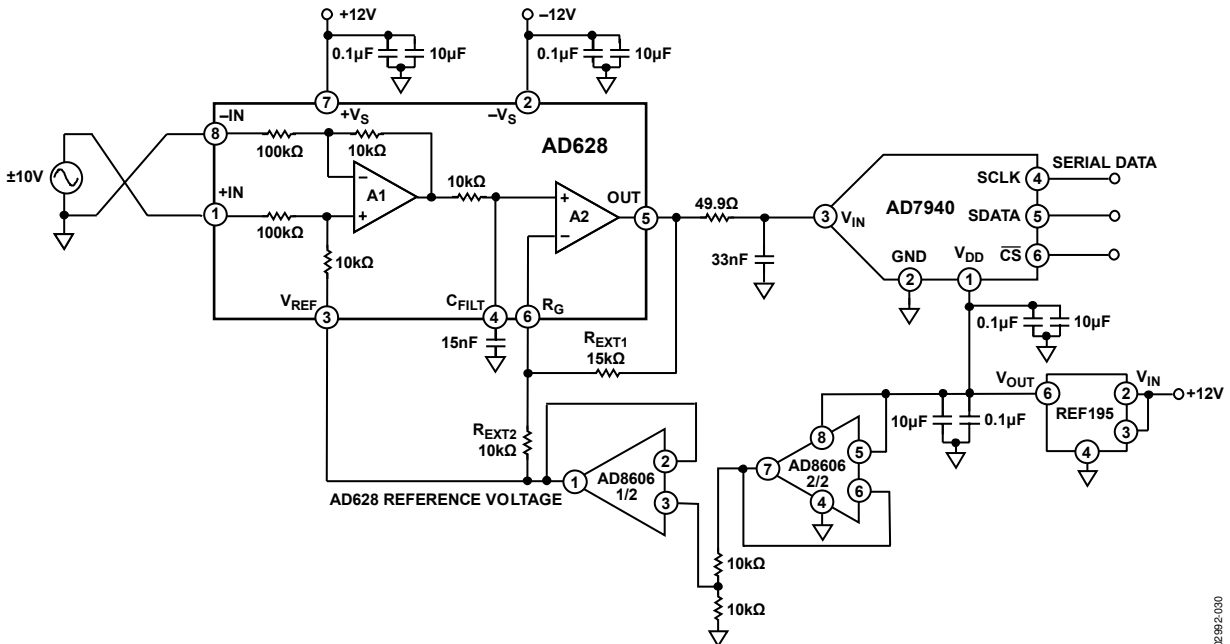 +12V
–12V
0.1µF
10µF
0.1µF
10µF
7
2
–IN
+VS
–VS
AD628
8
100kΩ
10kΩ
SERIAL DATA
±10V
SCLK
4
–
A1
10kΩ
+
A2
OUT
5
49.9Ω
3
VIN
AD7940
SDATA
5
+IN
1
100kΩ
+
–
CS
6
10kΩ
33nF
GND
VDD
2
1
VREF
CFILT
RG
3
4
6
15nF
REXT1
15kΩ
0.1µF
10µF
VOUT
VIN
6
2
+12V
REF195
3
4
10µF
0.1µF
REXT2
10kΩ
2
AD8606
1/2
1
3
AD628 REFERENCE VOLTAGE
8
5
7
AD8606
2/2
6
4
10kΩ
10kΩ
02992-030